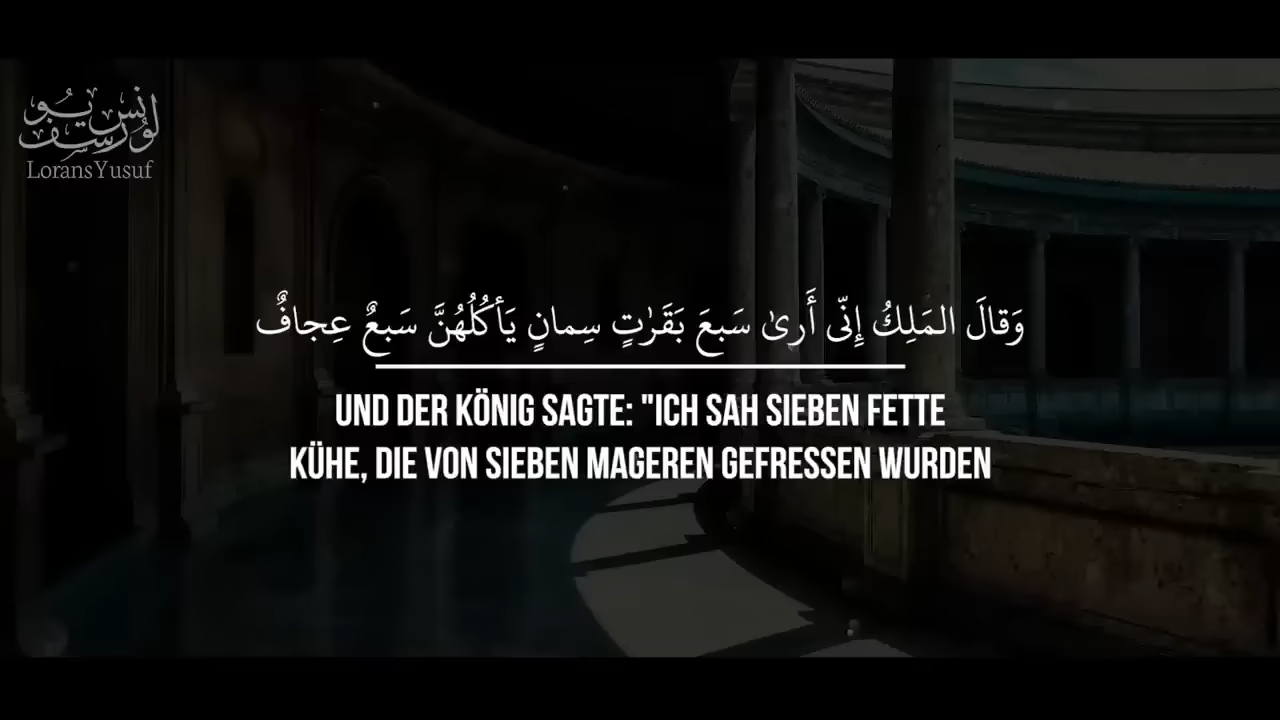 لورنس يوسف
LoransYusuf
وَقالَ المَلِكُ إِنّى أَرىٰ سَبعَ بَقَرٰتٍ سِمانٍ يَأكُلُهُنَّ سَبعٌ عِجافٌ
UND DER KÖNIG SAGTE: "ICH SAH SIEBEN FETTE
KÜHE, DIE VON SIEBEN MAGEREN GEFRESSEN WURDEN